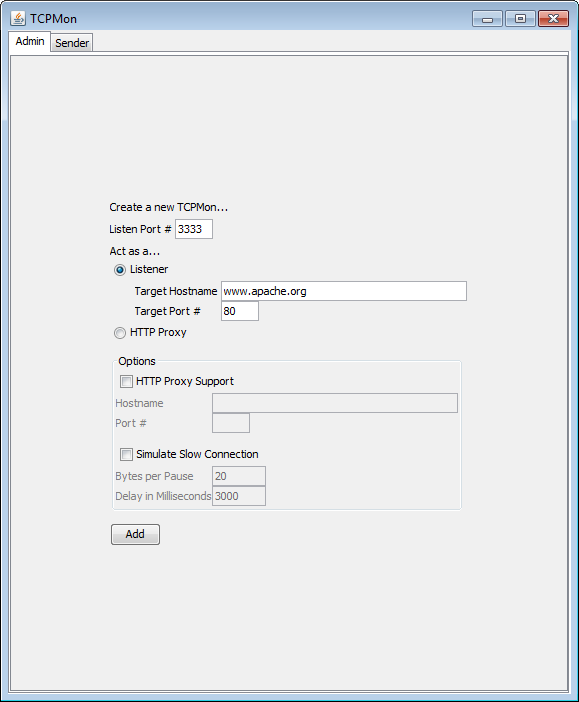 TCPMon
Admin Sender
Create a new TCPMon...
Listen Port # 3333
Act as a...
Listener
Target Hostname www.apache.org
Target Port # 80
HTTP Proxy
Options
HTTP Proxy Support
Hostname
Port #
Simulate Slow Connection
Bytes per Pause 20
Delay in Milliseconds 3000
Add